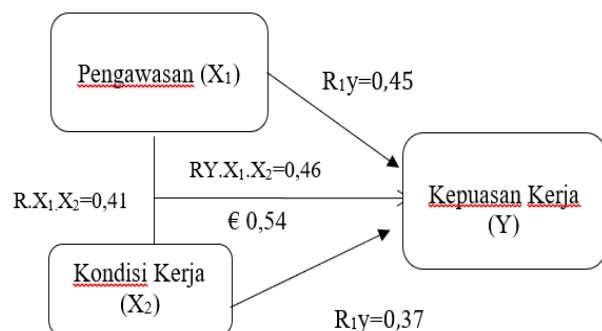 Pengawasan (X₁)
R₁y=0,45
RY.X₁.X₂=0,46
R.X₁.X₂=0,41
€ 0,54
Kepuasan Kerja
(Y)
Kondisi Kerja
(X₂)
R₁y=0,37